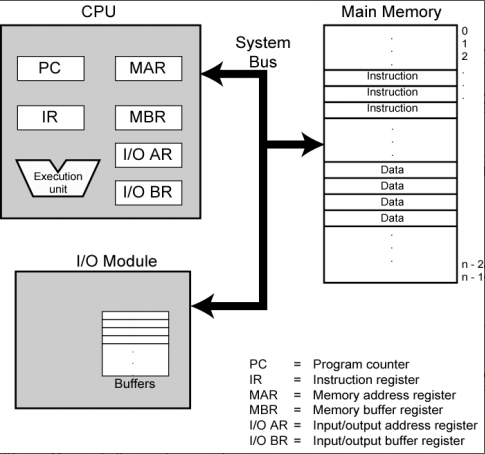 CPU
Main Memory
System
Bus
PC
MAR
IR
MBR
I/O AR
Execution
unit
I/O BR
0
1
2
.
.
.
.
.
.
Instruction
Instruction
Instruction
.
.
.
Data
Data
Data
Data
.
.
.
n - 2
n - 1
I/O Module
.
.
.
Buffers
PC = Program counter
IR = Instruction register
MAR = Memory address register
MBR = Memory buffer register
I/O AR = Input/output address register
I/O BR = Input/output buffer register